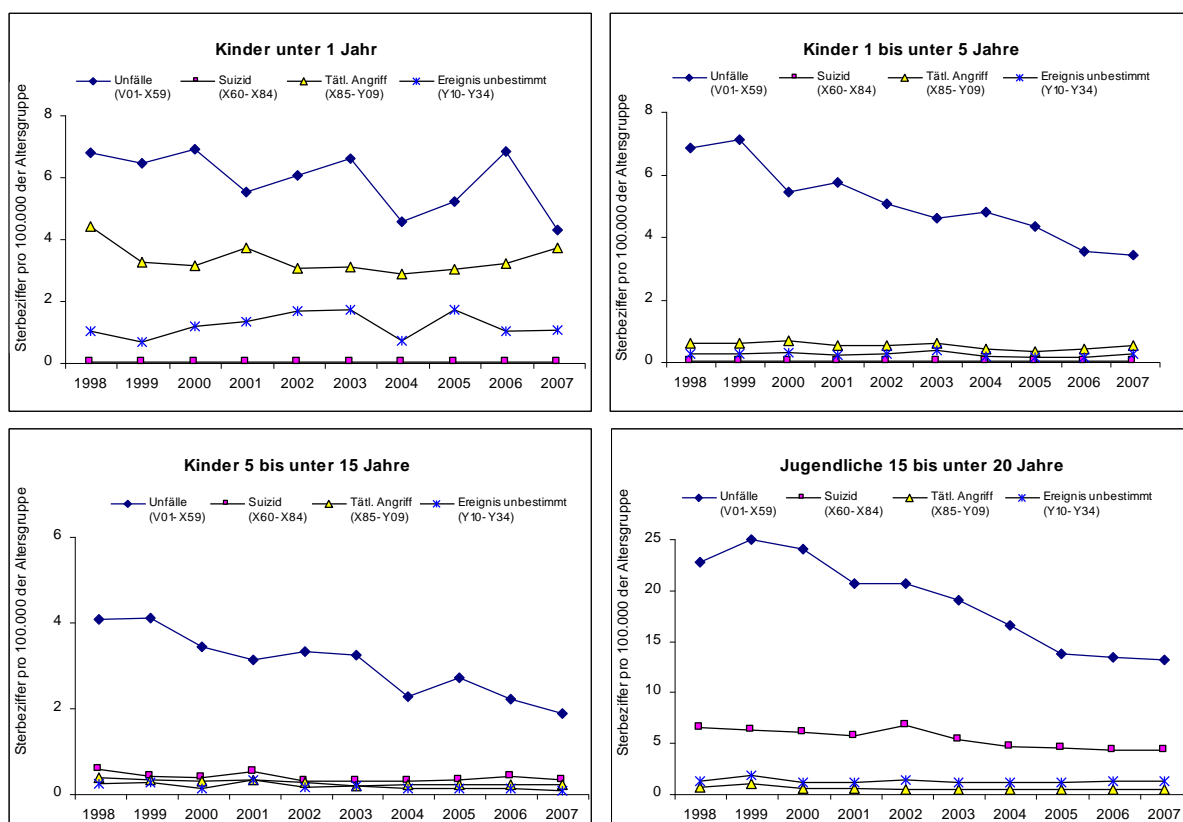 Kinder unter 1 Jahr
Unfälle Suizid Tätl. Angriff Ereignis unbestimmt
(V01-X59) (X60-X84) (X85-Y09) (Y10-Y34)
Sterbeziffer pro 100.000 der Altersgruppe
8
6
4
2
0
1998 1999 2000 2001 2002 2003 2004 2005 2006 2007
Kinder 1 bis unter 5 Jahre
Unfälle Suizid Tätl. Angriff Ereignis unbestimmt
(V01-X59) (X60-X84) (X85-Y09) (Y10-Y34)
Sterbeziffer pro 100.000 der Altersgruppe
8
6
4
2
0
1998 1999 2000 2001 2002 2003 2004 2005 2006 2007
Kinder 5 bis unter 15 Jahre
Unfälle Suizid Tätl. Angriff Ereignis unbestimmt
(V01-X59) (X60-X84) (X85-Y09) (Y10-Y34)
Sterbeziffer pro 100.000 der Altersgruppe
6
4
2
0
1998 1999 2000 2001 2002 2003 2004 2005 2006 2007
Jugendliche 15 bis unter 20 Jahre
Unfälle Suizid Tätl. Angriff Ereignis unbestimmt
(V01-X59) (X60-X84) (X85-Y09) (Y10-Y34)
Sterbeziffer pro 100.000 der Altersgruppe
25
20
15
10
5
0
1998 1999 2000 2001 2002 2003 2004 2005 2006 2007